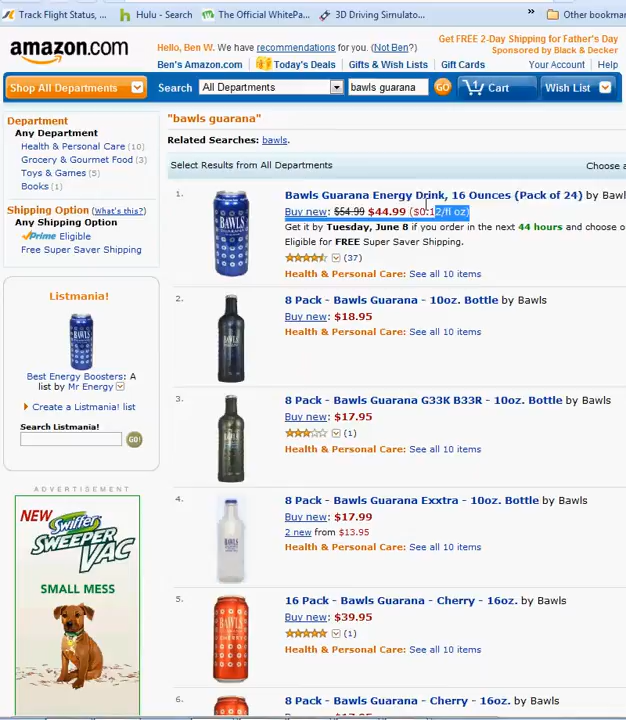 Track Flight Status, ...
Hulu - Search
The Official WhitePa...
3D Driving Simulato...
»
Other bookmar
amazon.com
Hello, Ben W. We have recommendations for you. (Not Ben?)
Get FREE 2-Day Shipping for Father's Day
Sponsored by Black & Decker
Ben's Amazon.com
Today's Deals
Gifts & Wish Lists
Gift Cards
Your Account | Help
Shop All Departments
Search
All Departments
bawls guarana
GO
1 Cart
Wish List
Department
Any Department
Health & Personal Care (10)
Grocery & Gourmet Food (3)
Toys & Games (5)
Books (1)
Shipping Option (What's this?)
Any Shipping Option
Prime Eligible
Free Super Saver Shipping
Listmania!
BAWLS
Best Energy Boosters: A
list by Mr Energy
Create a Listmania! list
Search Listmania!
GO!
ADVERTISEMENT
NEW
Swiffer
SWEEPER
VAC
SMALL MESS
"bawls guarana"
Related Searches: bawls.
Select Results from All Departments
Choose a
1.
BAWLS
Bawls Guarana Energy Drink, 16 Ounces (Pack of 24) by Bawl
Buy new: $54.99 $44.99 ($0.12/fl oz)
Get it by Tuesday, June 8 if you order in the next 44 hours and choose o
Eligible for FREE Super Saver Shipping.
(37)
Health & Personal Care: See all 10 items
2.
8 Pack - Bawls Guarana - 10oz. Bottle by Bawls
Buy new: $18.95
Health & Personal Care: See all 10 items
3.
8 Pack - Bawls Guarana G33K B33R - 10oz. Bottle by Bawls
Buy new: $17.95
(1)
Health & Personal Care: See all 10 items
4.
BAWLS
8 Pack - Bawls Guarana Exxtra - 10oz. Bottle by Bawls
Buy new: $17.99
2 new from $13.95
Health & Personal Care: See all 10 items
5.
BAWLS
16 Pack - Bawls Guarana - Cherry - 16oz. by Bawls
Buy new: $39.95
(1)
Health & Personal Care: See all 10 items
6.
8 Pack - Bawls Guarana - Cherry - 16oz. by Bawls